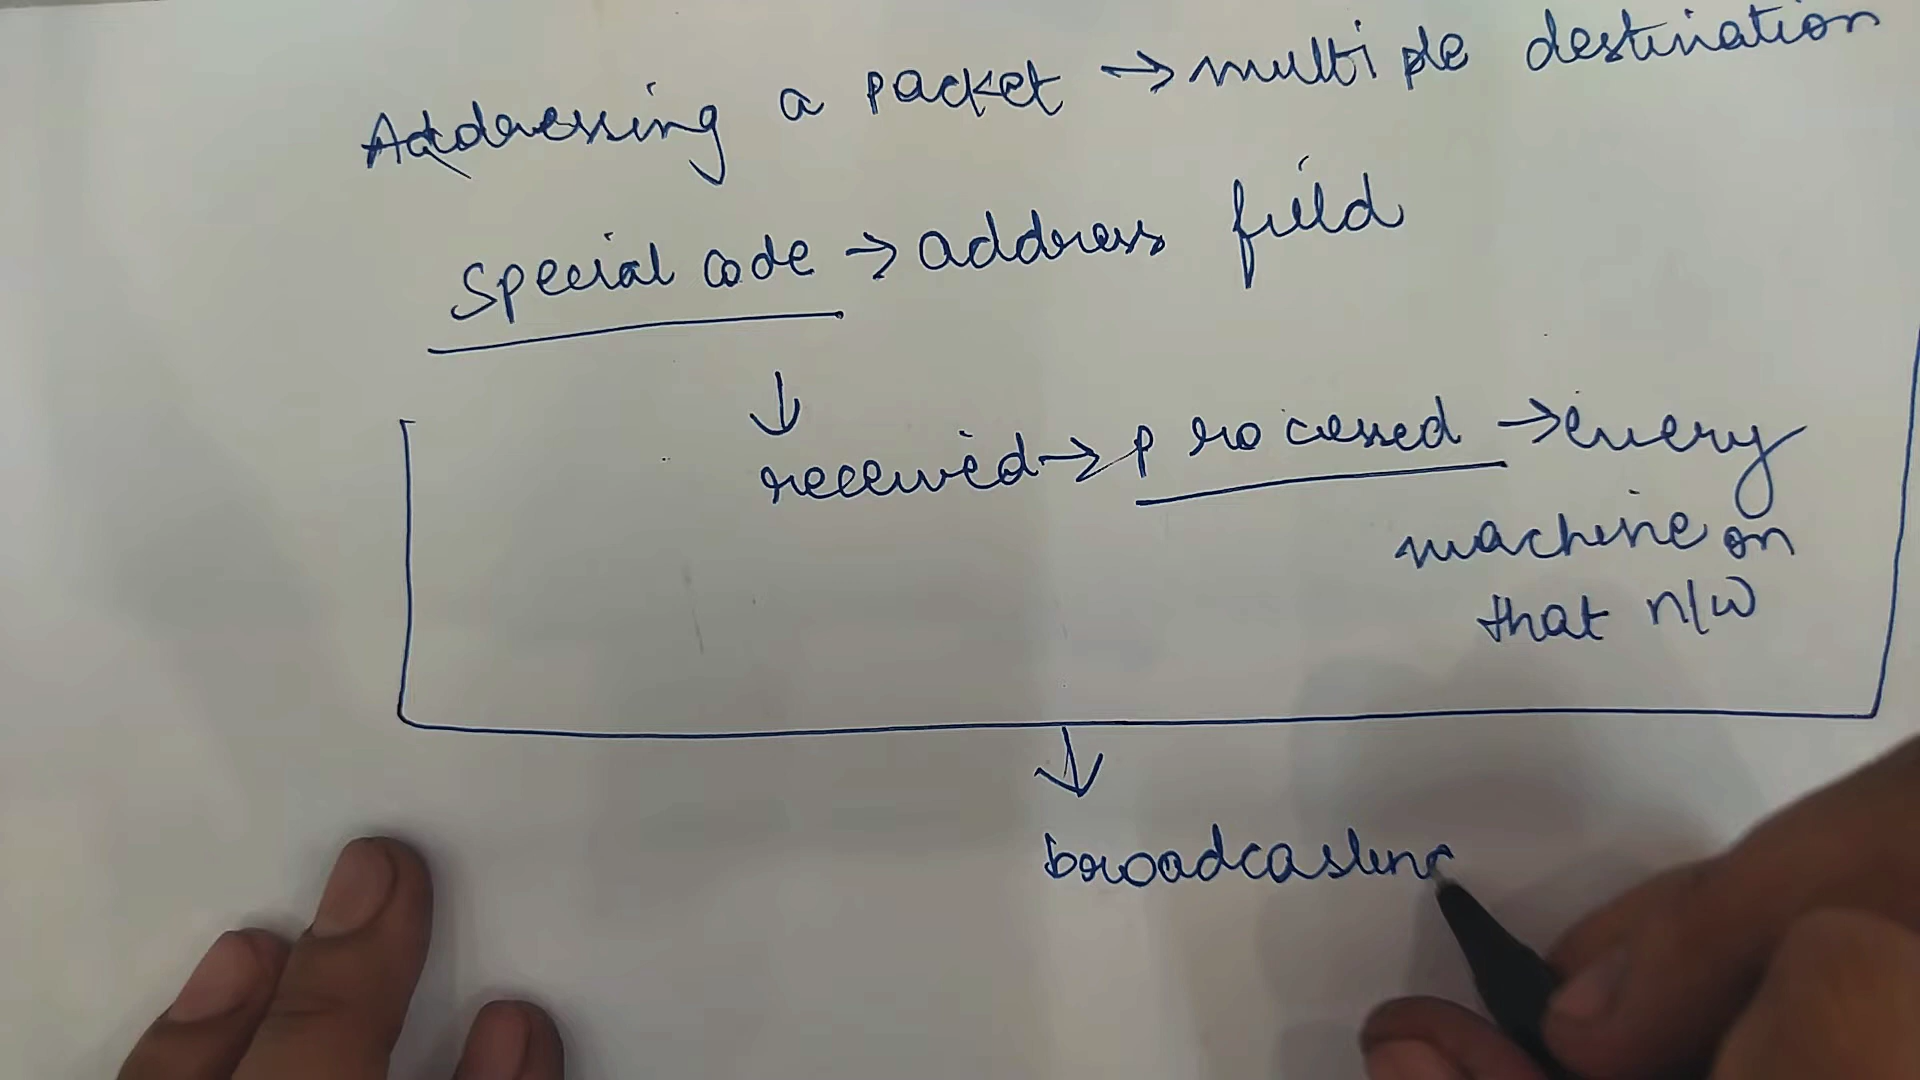 Addressing a packet → multiple destination
special code → address field
↓
received → processed → every
machine on
that n/w
↓
broadcasting